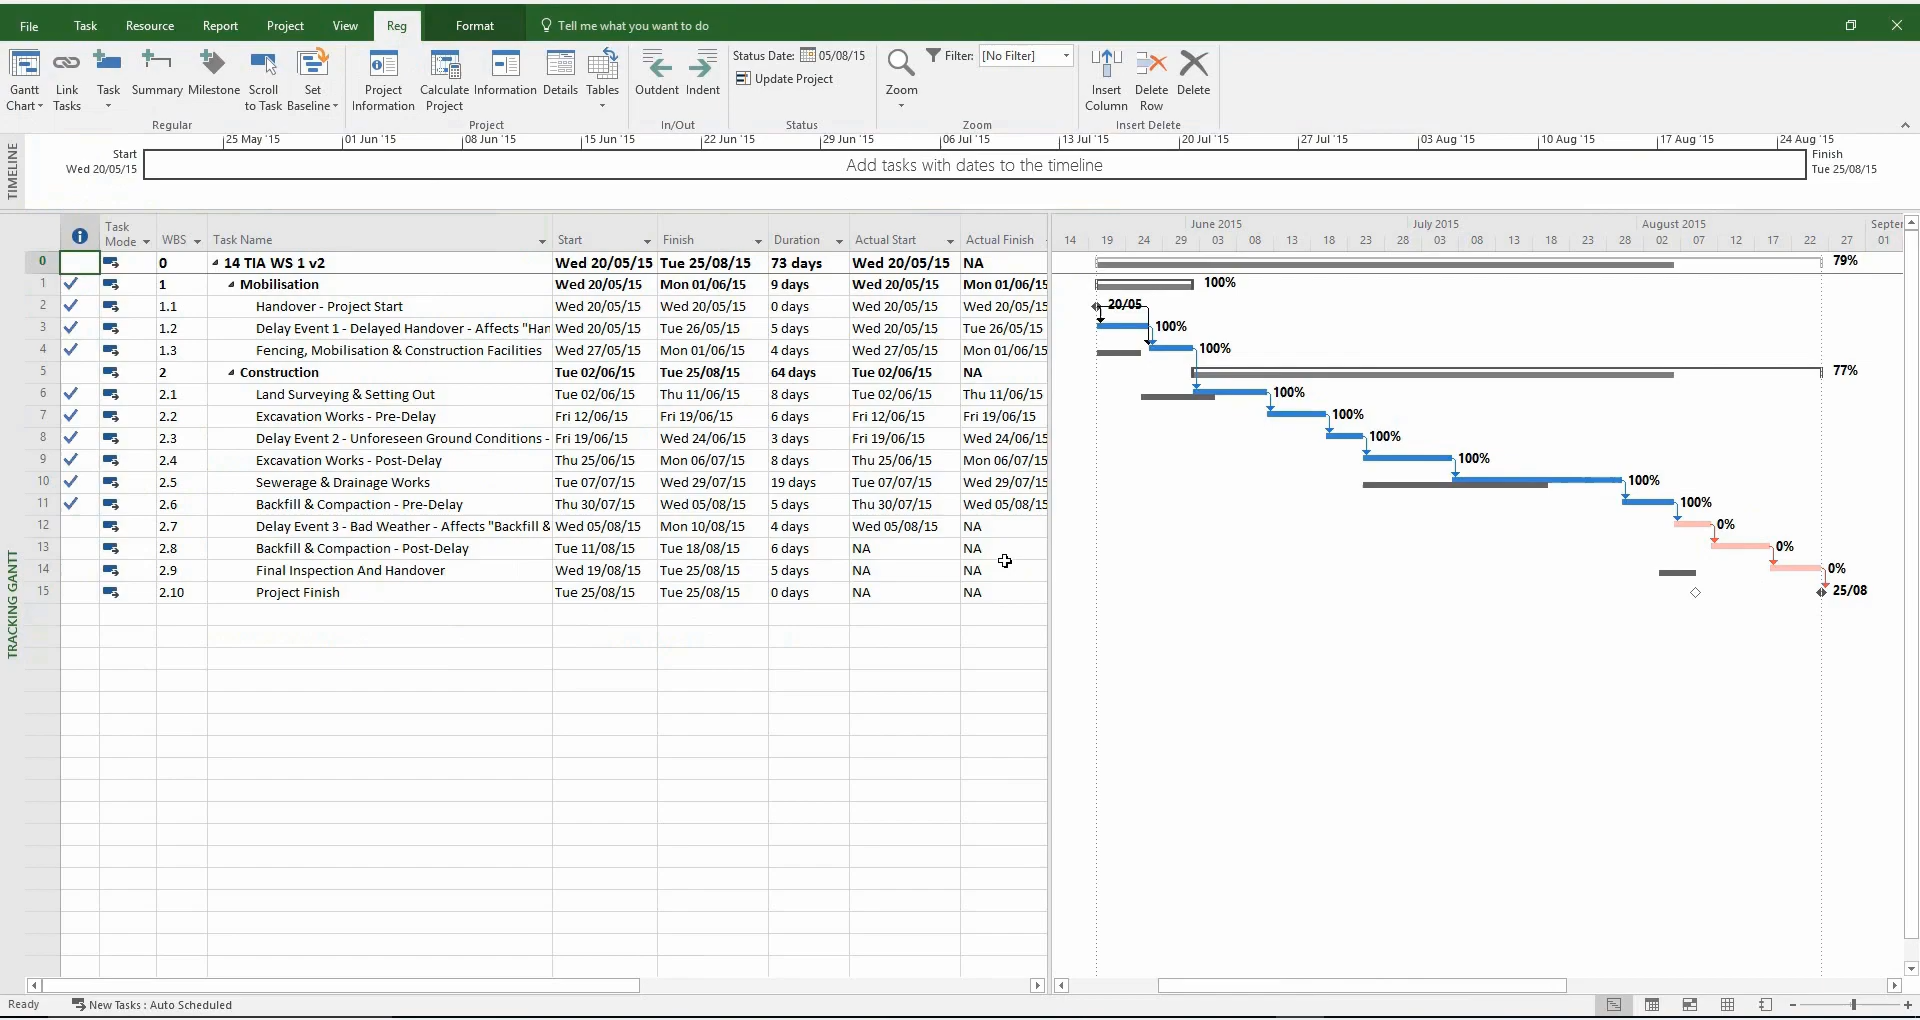 File Task Resource Report Project View Reg Format Tell me what you want to do
Gantt Chart Link Tasks Task Summary Milestone Scroll to Task Set Baseline
Regular
Project Information Calculate Project Information Details Tables
Project
Outdent Indent
In/Out
Status Date: 05/08/15
Update Project
Status
Zoom
Filter: [No Filter]
Zoom
Insert Column Delete Row Delete
Insert Delete
TIMELINE
25 May '15 01 Jun '15 08 Jun '15 15 Jun '15 22 Jun '15 29 Jun '15 06 Jul '15 13 Jul '15 20 Jul '15 27 Jul '15 03 Aug '15 10 Aug '15 17 Aug '15 24 Aug '15
Start
Wed 20/05/15
Add tasks with dates to the timeline
Finish
Tue 25/08/15
TRACKING GANTT
Task Mode WBS Task Name Start Finish Duration Actual Start Actual Finish
0 0 14 TIA WS 1 v2 Wed 20/05/15 Tue 25/08/15 73 days Wed 20/05/15 NA
1 1 Mobilisation Wed 20/05/15 Mon 01/06/15 9 days Wed 20/05/15 Mon 01/06/15
2 1.1 Handover - Project Start Wed 20/05/15 Wed 20/05/15 0 days Wed 20/05/15 Wed 20/05/15
3 1.2 Delay Event 1 - Delayed Handover - Affects "Han Wed 20/05/15 Tue 26/05/15 5 days Wed 20/05/15 Tue 26/05/15
4 1.3 Fencing, Mobilisation & Construction Facilities Wed 27/05/15 Mon 01/06/15 4 days Wed 27/05/15 Mon 01/06/15
5 2 Construction Tue 02/06/15 Tue 25/08/15 64 days Tue 02/06/15 NA
6 2.1 Land Surveying & Setting Out Tue 02/06/15 Thu 11/06/15 8 days Tue 02/06/15 Thu 11/06/15
7 2.2 Excavation Works - Pre-Delay Fri 12/06/15 Fri 19/06/15 6 days Fri 12/06/15 Fri 19/06/15
8 2.3 Delay Event 2 - Unforeseen Ground Conditions - Fri 19/06/15 Wed 24/06/15 3 days Fri 19/06/15 Wed 24/06/15
9 2.4 Excavation Works - Post-Delay Thu 25/06/15 Mon 06/07/15 8 days Thu 25/06/15 Mon 06/07/15
10 2.5 Sewerage & Drainage Works Tue 07/07/15 Wed 29/07/15 19 days Tue 07/07/15 Wed 29/07/15
11 2.6 Backfill & Compaction - Pre-Delay Thu 30/07/15 Wed 05/08/15 5 days Thu 30/07/15 Wed 05/08/15
12 2.7 Delay Event 3 - Bad Weather - Affects "Backfill & Wed 05/08/15 Mon 10/08/15 4 days Wed 05/08/15 NA
13 2.8 Backfill & Compaction - Post-Delay Tue 11/08/15 Tue 18/08/15 6 days NA NA
14 2.9 Final Inspection And Handover Wed 19/08/15 Tue 25/08/15 5 days NA NA
15 2.10 Project Finish Tue 25/08/15 Tue 25/08/15 0 days NA NA
June 2015 July 2015 August 2015 Septer
14 19 24 29 03 08 13 18 23 28 03 08 13 18 23 28 02 07 12 17 22 27 01
79%
100%
20/05
100%
100%
77%
100%
100%
100%
100%
100%
100%
0%
0%
0%
25/08
Ready New Tasks : Auto Scheduled